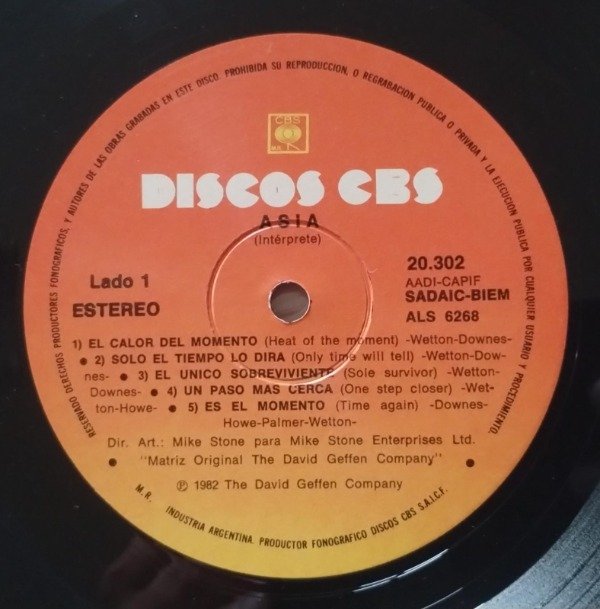 RESERVADO DERECHOS PRODUCTORES FONOGRAFICOS, Y AUTORES DE LAS OBRAS GRABADAS EN ESTE DISCO. PROHIBIDA SU REPRODUCCION, O REGRABACION PUBLICA O PRIVADA Y LA EJECUCION PUBLICA POR CUALQUIER USUARIO Y PROCEDIMIENTO.
CBS
M.R.
DISCOS CBS
ASIA
(Intérprete)
Lado 1
ESTEREO
20.302
AADI-CAPIF
SADAIC-BIEM
ALS 6268
1) EL CALOR DEL MOMENTO (Heat of the moment) -Wetton-Downes-
● 2) SOLO EL TIEMPO LO DIRA (Only time will tell) -Wetton-Dow-
nes- ● 3) EL UNICO SOBREVIVIENTE (Sole survivor) -Wetton-
Downes- ● 4) UN PASO MAS CERCA (One step closer) -Wet-
ton-Howe- ● 5) ES EL MOMENTO (Time again) -Downes-
Howe-Palmer-Wetton-
Dir. Art.: Mike Stone para Mike Stone Enterprises Ltd.
● "Matriz Original The David Geffen Company" ●
℗ 1982 The David Geffen Company
M.R. INDUSTRIA ARGENTINA. PRODUCTOR FONOGRAFICO DISCOS CBS S.A.I.C.F.